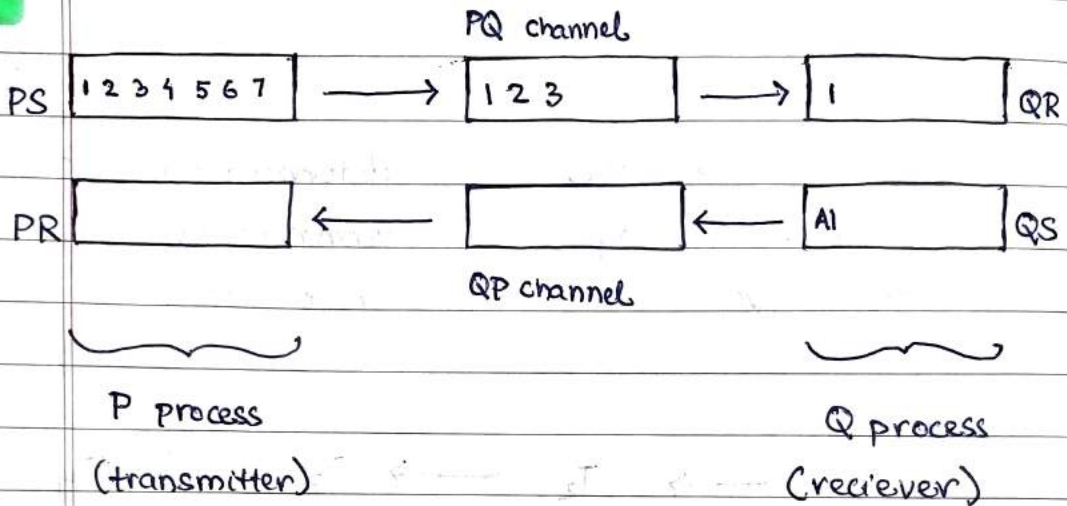 PQ channel
PS 1 2 3 4 5 6 7 1 2 3 1 QR
PR A1 QS
QP channel
P process Q process
(transmitter) (reciever)